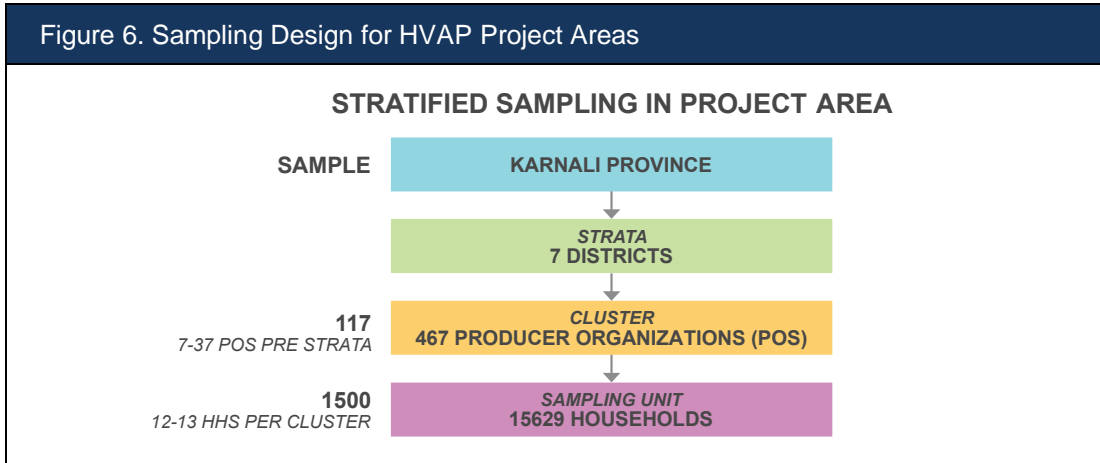 Figure 6. Sampling Design for HVAP Project Areas
STRATIFIED SAMPLING IN PROJECT AREA
SAMPLE
KARNALI PROVINCE
STRATA
7 DISTRICTS
117
7-37 POS PRE STRATA
CLUSTER
467 PRODUCER ORGANIZATIONS (POS)
1500
12-13 HHS PER CLUSTER
SAMPLING UNIT
15629 HOUSEHOLDS